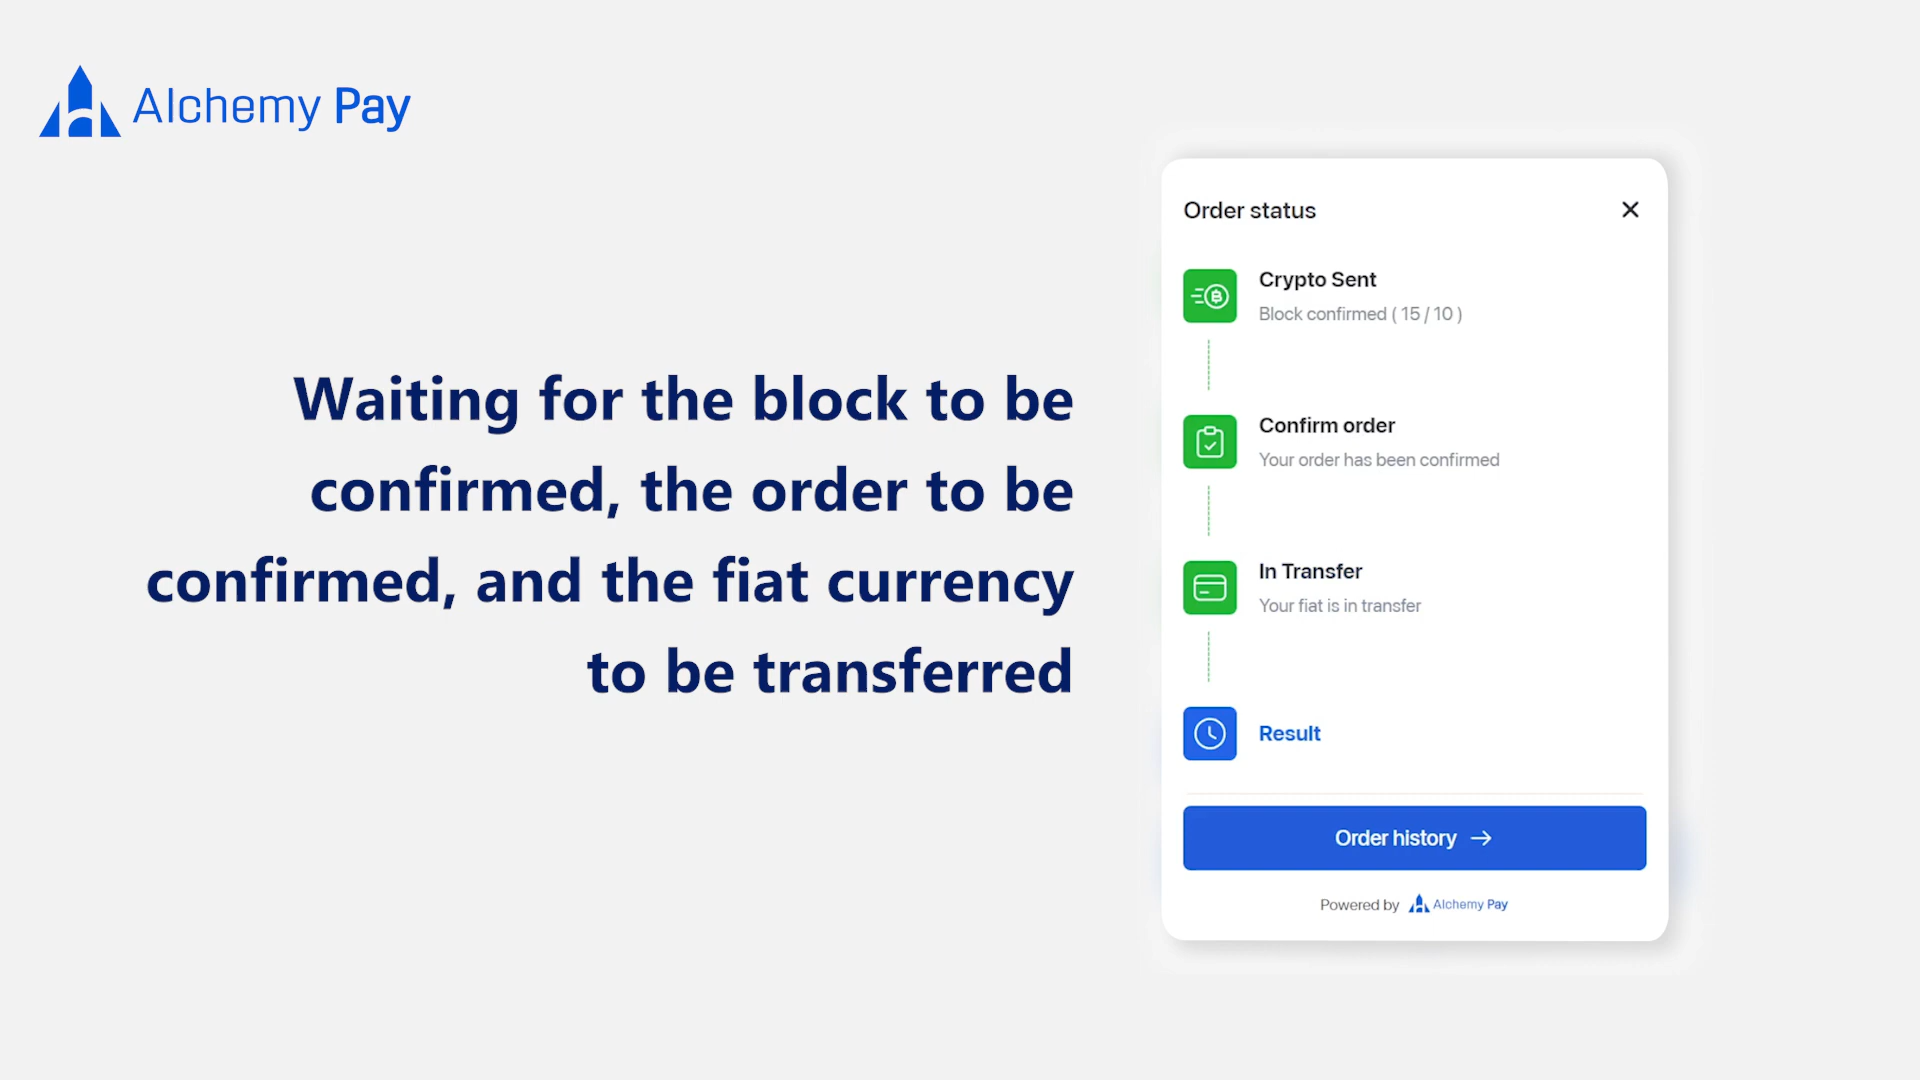 Alchemy Pay
Waiting for the block to be
confirmed, the order to be
confirmed, and the fiat currency
to be transferred
Order status
Crypto Sent
Block confirmed ( 15 / 10 )
Confirm order
Your order has been confirmed
In Transfer
Your fiat is in transfer
Result
Order history →
Powered by Alchemy Pay